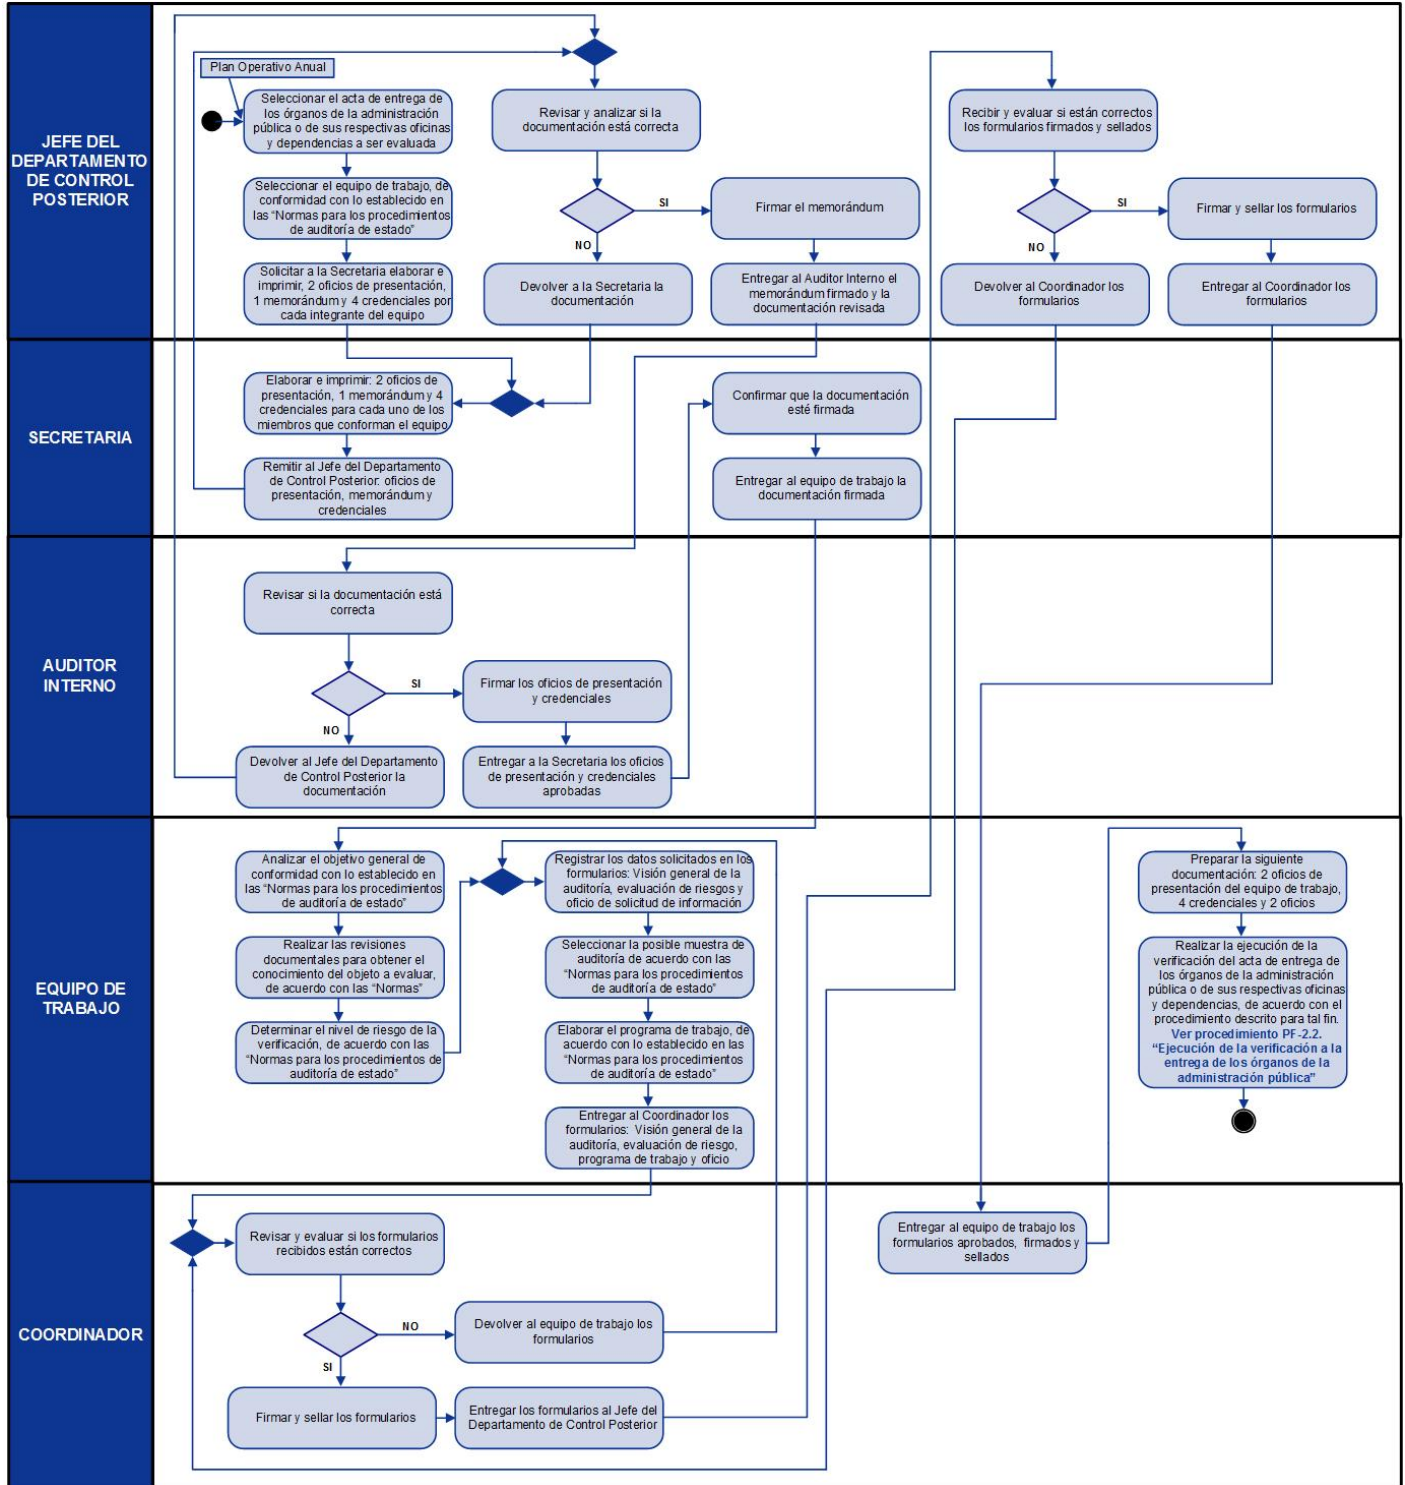 JEFE DEL
DEPARTAMENTO
DE CONTROL
POSTERIOR
Plan Operativo Anual
Seleccionar el acta de entrega de
los órganos de la administración
pública o de sus respectivas oficinas
y dependencias a ser evaluada
Seleccionar el equipo de trabajo, de
conformidad con lo establecido en
las “Normas para los procedimientos
de auditoría de estado”
Solicitar a la Secretaria elaborar e
imprimir, 2 oficios de presentación,
1 memorándum y 4 credenciales por
cada integrante del equipo
Revisar y analizar si la
documentación está correcta
SI
NO
Firmar el memorándum
Devolver a la Secretaria la
documentación
Entregar al Auditor Interno el
memorándum firmado y la
documentación revisada
Recibir y evaluar si están correctos
los formularios firmados y sellados
SI
NO
Firmar y sellar los formularios
Devolver al Coordinador los
formularios
Entregar al Coordinador los
formularios
SECRETARIA
Elaborar e imprimir: 2 oficios de
presentación, 1 memorándum y 4
credenciales para cada uno de los
miembros que conforman el equipo
Remitir al Jefe del Departamento
de Control Posterior: oficios de
presentación, memorándum y
credenciales
Confirmar que la documentación
esté firmada
Entregar al equipo de trabajo la
documentación firmada
AUDITOR
INTERNO
Revisar si la documentación está
correcta
SI
NO
Firmar los oficios de presentación
y credenciales
Devolver al Jefe del Departamento
de Control Posterior la
documentación
Entregar a la Secretaria los oficios
de presentación y credenciales
aprobadas
EQUIPO DE
TRABAJO
Analizar el objetivo general de
conformidad con lo establecido en
las “Normas para los procedimientos
de auditoría de estado”
Realizar las revisiones
documentales para obtener el
conocimiento del objeto a evaluar,
de acuerdo con las “Normas”
Determinar el nivel de riesgo de la
verificación, de acuerdo con las
“Normas para los procedimientos de
auditoría de estado”
Registrar los datos solicitados en los
formularios: Visión general de la
auditoría, evaluación de riesgos y
oficio de solicitud de información
Seleccionar la posible muestra de
auditoría de acuerdo con las
“Normas para los procedimientos
de auditoría de estado”
Elaborar el programa de trabajo, de
acuerdo con lo establecido en las
“Normas para los procedimientos
de auditoría de estado”
Entregar al Coordinador los
formularios: Visión general de la
auditoría, evaluación de riesgo,
programa de trabajo y oficio
Preparar la siguiente
documentación: 2 oficios de
presentación del equipo de trabajo,
4 credenciales y 2 oficios
Realizar la ejecución de la
verificación del acta de entrega de
los órganos de la administración
pública o de sus respectivas oficinas
y dependencias, de acuerdo con el
procedimiento descrito para tal fin.
Ver procedimiento PF-2.2.
“Ejecución de la verificación a la
entrega de los órganos de la
administración pública”
COORDINADOR
Revisar y evaluar si los formularios
recibidos están correctos
NO
SI
Devolver al equipo de trabajo los
formularios
Firmar y sellar los formularios
Entregar los formularios al Jefe del
Departamento de Control Posterior
Entregar al equipo de trabajo los
formularios aprobados, firmados y
sellados